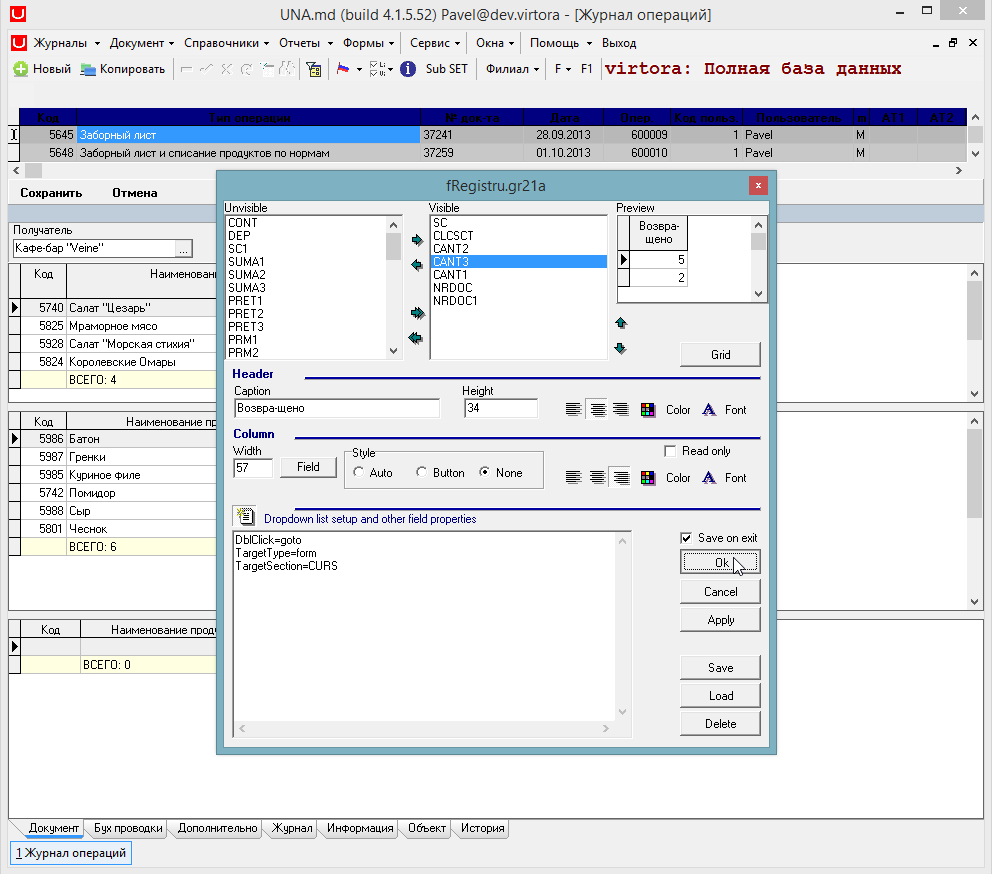 UNA.md (build 4.1.5.52) Pavel@dev.virtora - [Журнал операций]
Журналы Документ Справочники Отчеты Формы Сервис Окна Помощь Выход
Новый Копировать Sub SET Филиал F F1 virtora: Полная база данных
Код Тип операции № док-та Дата Опер. Код польз. Пользователь m AT1 AT2
5645 Заборный лист 37241 28.09.2013 600009 1 Pavel M
5648 Заборный лист и списание продуктов по нормам 37259 01.10.2013 600010 1 Pavel M
Сохранить Отмена
Получатель
Кафе-бар "Veine" ...
Код Наименован
5740 Салат "Цезарь"
5825 Мраморное мясо
5928 Салат "Морская стихия"
5824 Королевские Омары
ВСЕГО: 4
Код Наименование пр
5986 Батон
5987 Гренки
5985 Куриное филе
5742 Помидор
5988 Сыр
5801 Чеснок
ВСЕГО: 6
Код Наименование проду
ВСЕГО: 0
fRegistru.gr21a
Unvisible
CONT
DEP
SC1
SUMA1
SUMA2
SUMA3
PRET1
PRET2
PRET3
PRM1
PRM2
Visible
SC
CLCSCT
CANT2
CANT3
CANT1
NRDOC
NRDOC1
Preview
Возвра-
щено
5
2
Grid
Header
Caption Height
Возвра-щено 34
Color Font
Column
Width
57 Field
Style
Auto Button None
Read only
Color Font
Dropdown list setup and other field properties
DblClick=goto
TargetType=form
TargetSection=CURS
Save on exit
Ok
Cancel
Apply
Save
Load
Delete
Документ Бух проводки Дополнительно Журнал Информация Объект История
1 Журнал операций